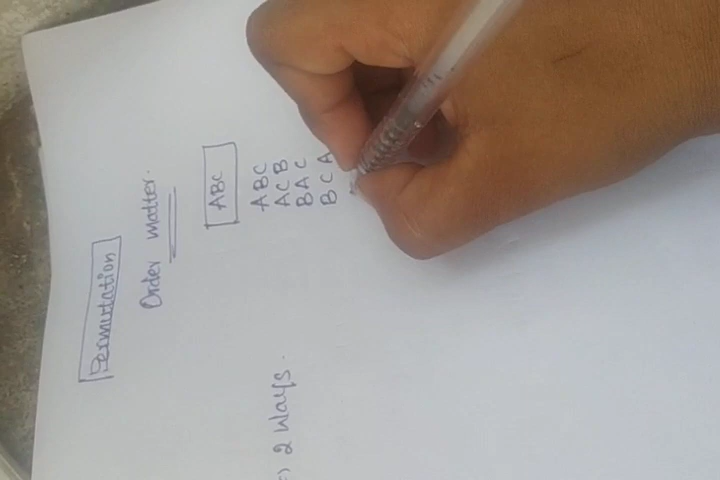 Permutation
Order matter.
ABC
ABC
ACB
BAC
BCA
2 ways.